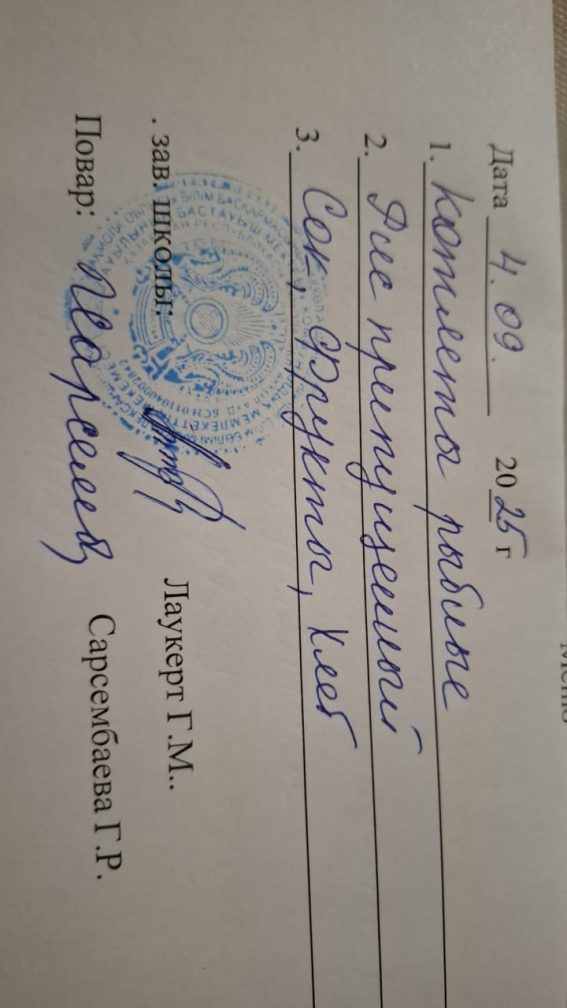 Меню
Дата 4.09. 2025 г
1. Котлеты рыбные
2. Рис припущенный
3. Сок, фрукты, хлеб
. зав. школы: Лаукерт Г.М..
Повар: Сарсембаева Г.Р.